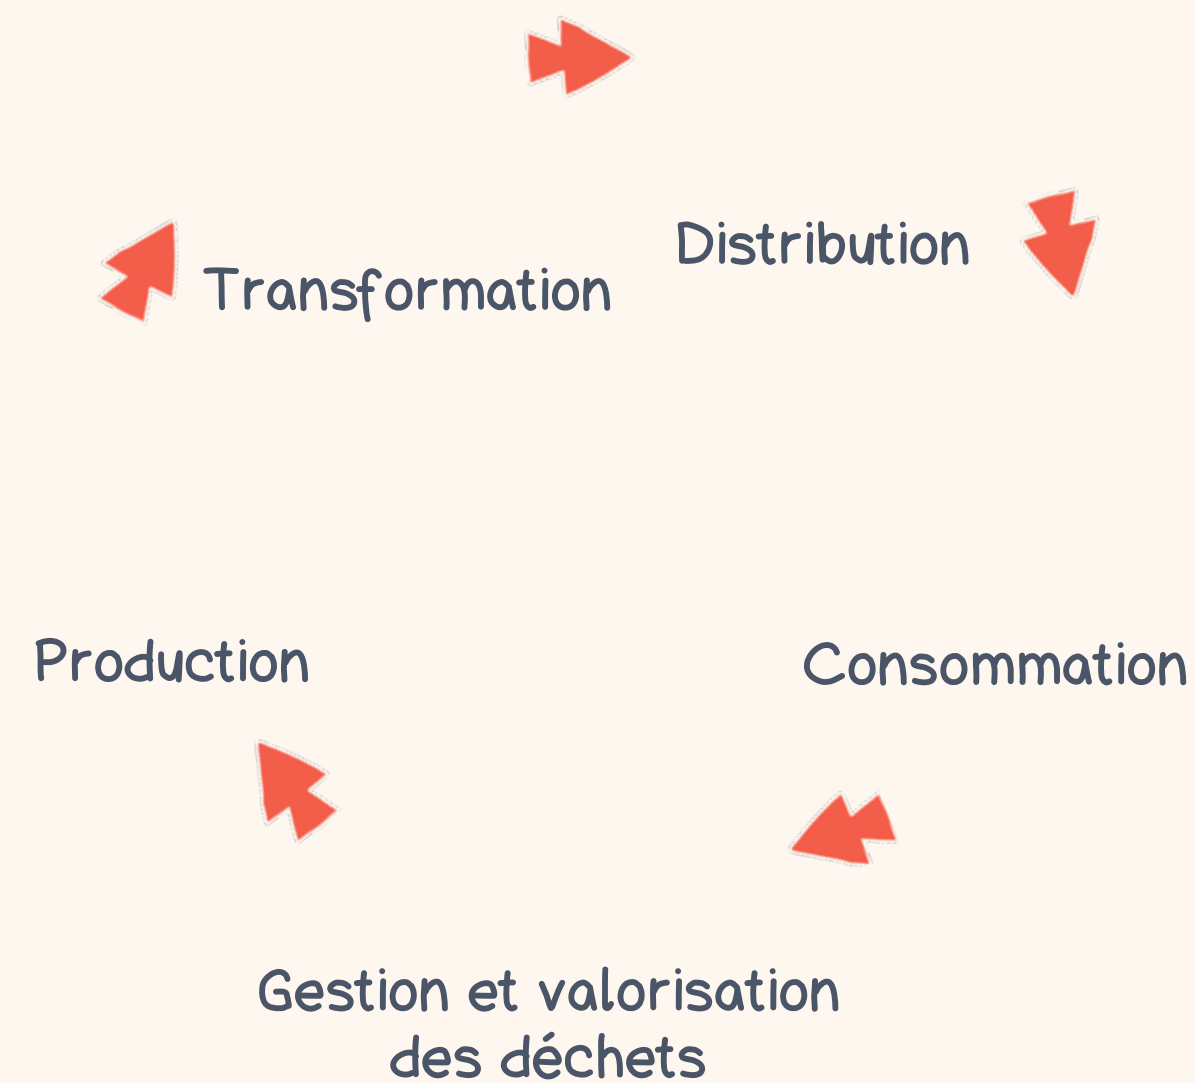 Distribution
Transformation
Production
Consommation
Gestion et valorisation
des déchets